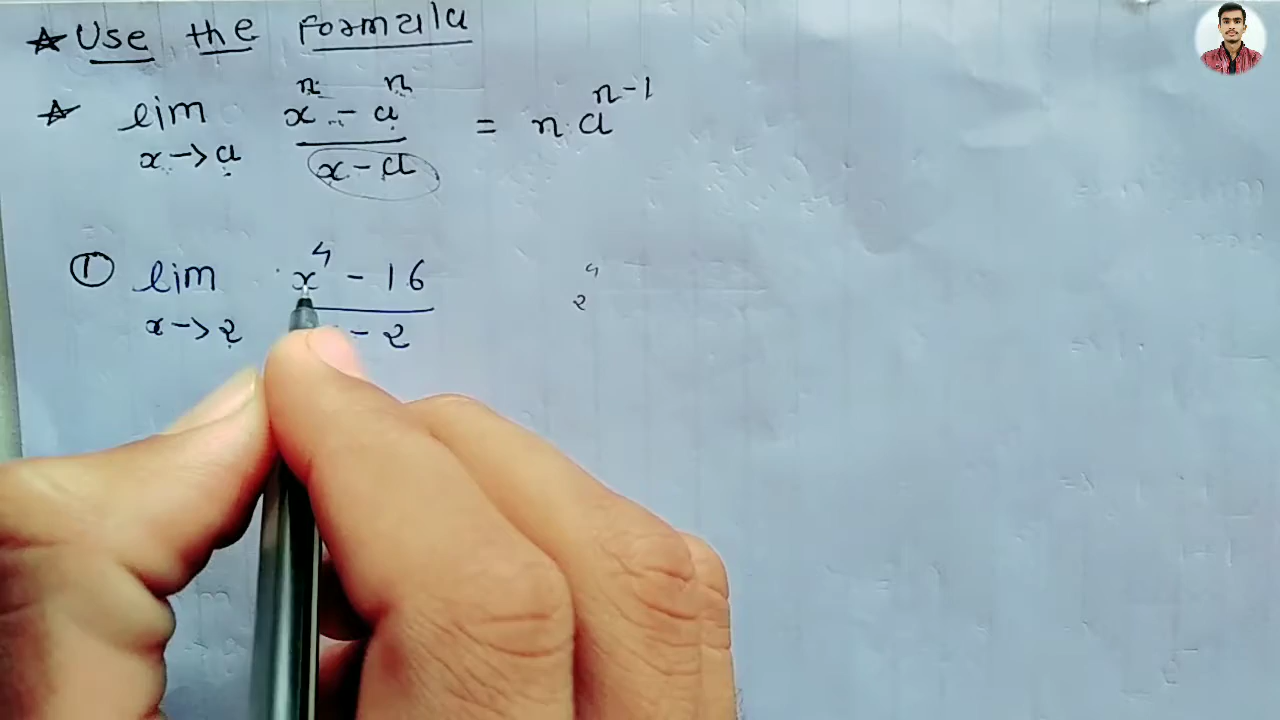 ★ Use the formula
★ lim x→a (xⁿ - aⁿ)/(x - a) = n.aⁿ⁻¹
① lim x→2 (x⁴ - 16)/( - 2) 2⁴